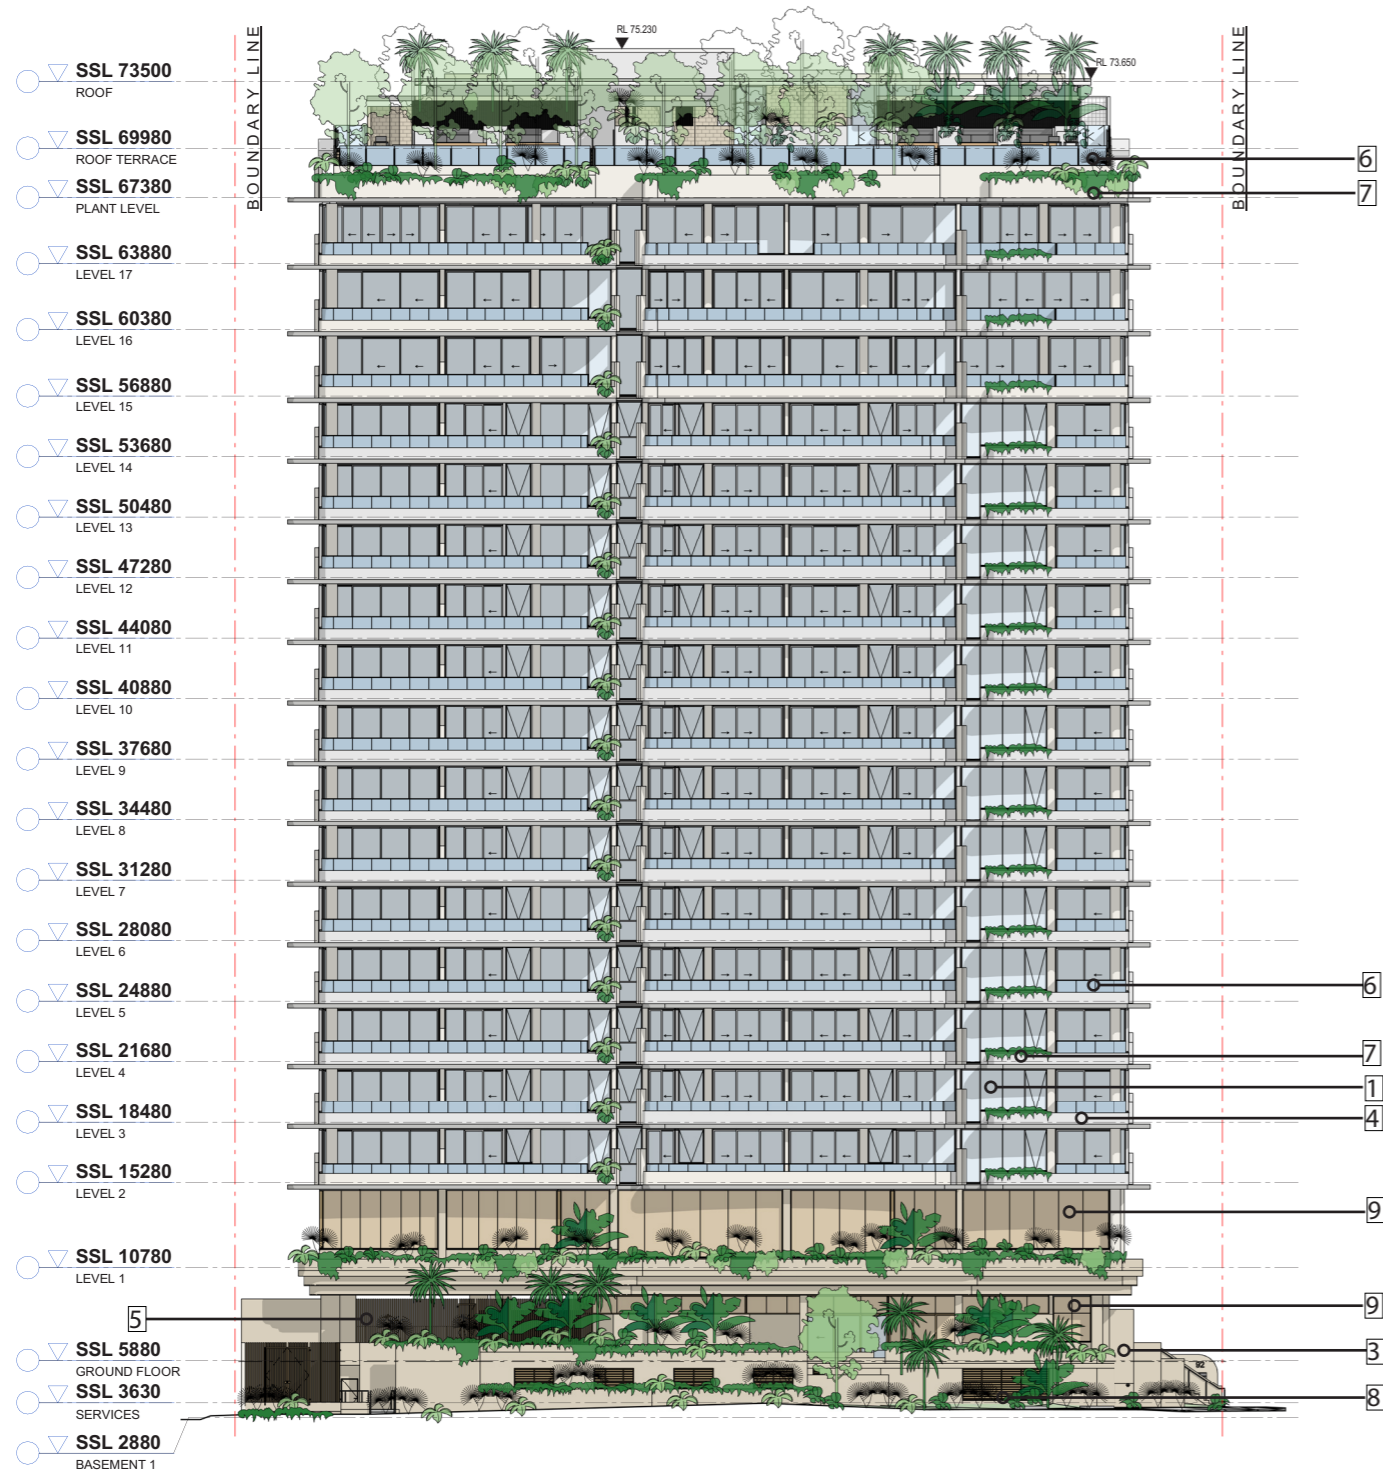 BOUNDARY LINE
BOUNDARY LINE
RL 75.230
RL 73.650
SSL 73500
ROOF
SSL 69980
ROOF TERRACE
6
SSL 67380
PLANT LEVEL
7
SSL 63880
LEVEL 17
SSL 60380
LEVEL 16
SSL 56880
LEVEL 15
SSL 53680
LEVEL 14
SSL 50480
LEVEL 13
SSL 47280
LEVEL 12
SSL 44080
LEVEL 11
SSL 40880
LEVEL 10
SSL 37680
LEVEL 9
SSL 34480
LEVEL 8
SSL 31280
LEVEL 7
SSL 28080
LEVEL 6
SSL 24880
LEVEL 5
6
SSL 21680
LEVEL 4
7
1
SSL 18480
LEVEL 3
4
SSL 15280
LEVEL 2
9
SSL 10780
LEVEL 1
9
5
SSL 5880
GROUND FLOOR
3
92
SSL 3630
SERVICES
8
SSL 2880
BASEMENT 1